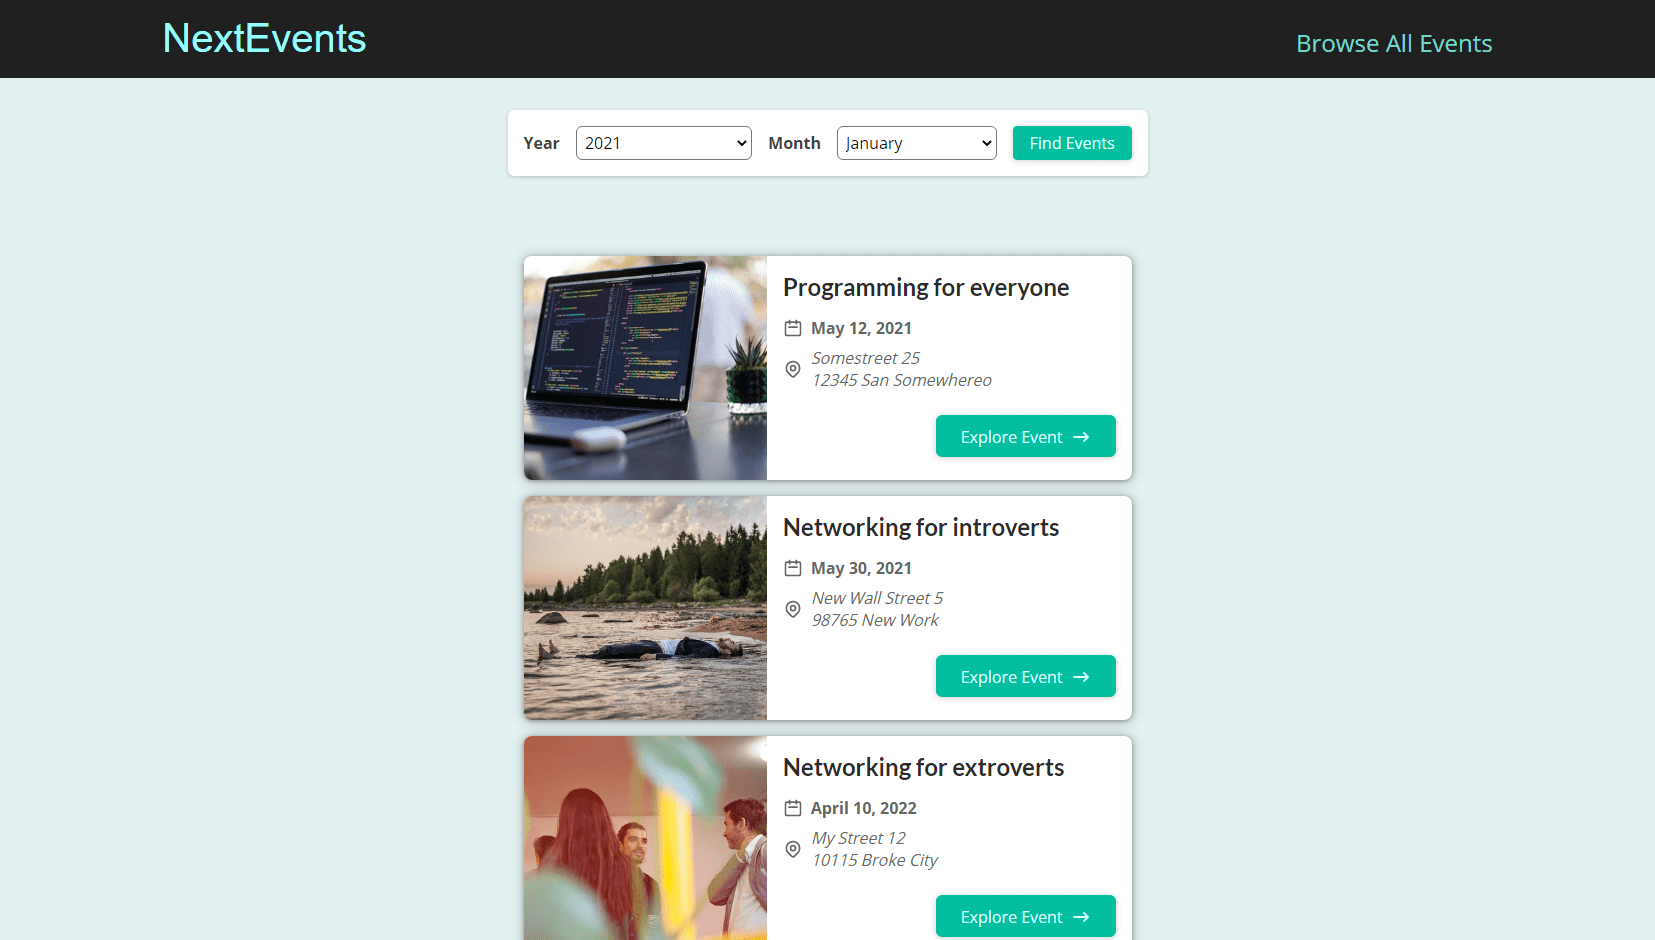 NextEvents
Browse All Events
Year 2021 Month January Find Events
Programming for everyone
May 12, 2021
Somestreet 25
12345 San Somewhereo
Explore Event →
Networking for introverts
May 30, 2021
New Wall Street 5
98765 New Work
Explore Event →
Networking for extroverts
April 10, 2022
My Street 12
10115 Broke City
Explore Event →